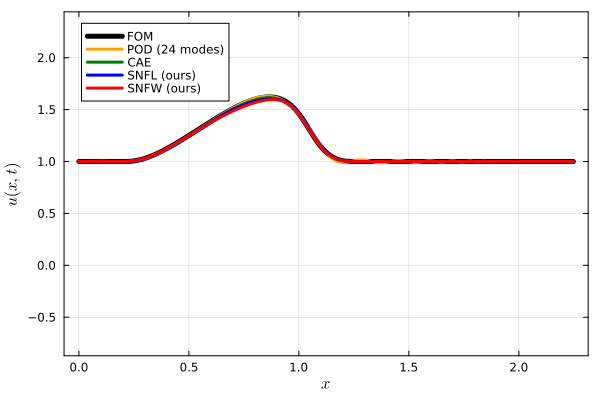 FOM
POD (24 modes)
CAE
SNFL (ours)
SNFW (ours)
2.0
1.5
1.0
0.5
0.0
−0.5
u(x, t)
0.0 0.5 1.0 1.5 2.0
x